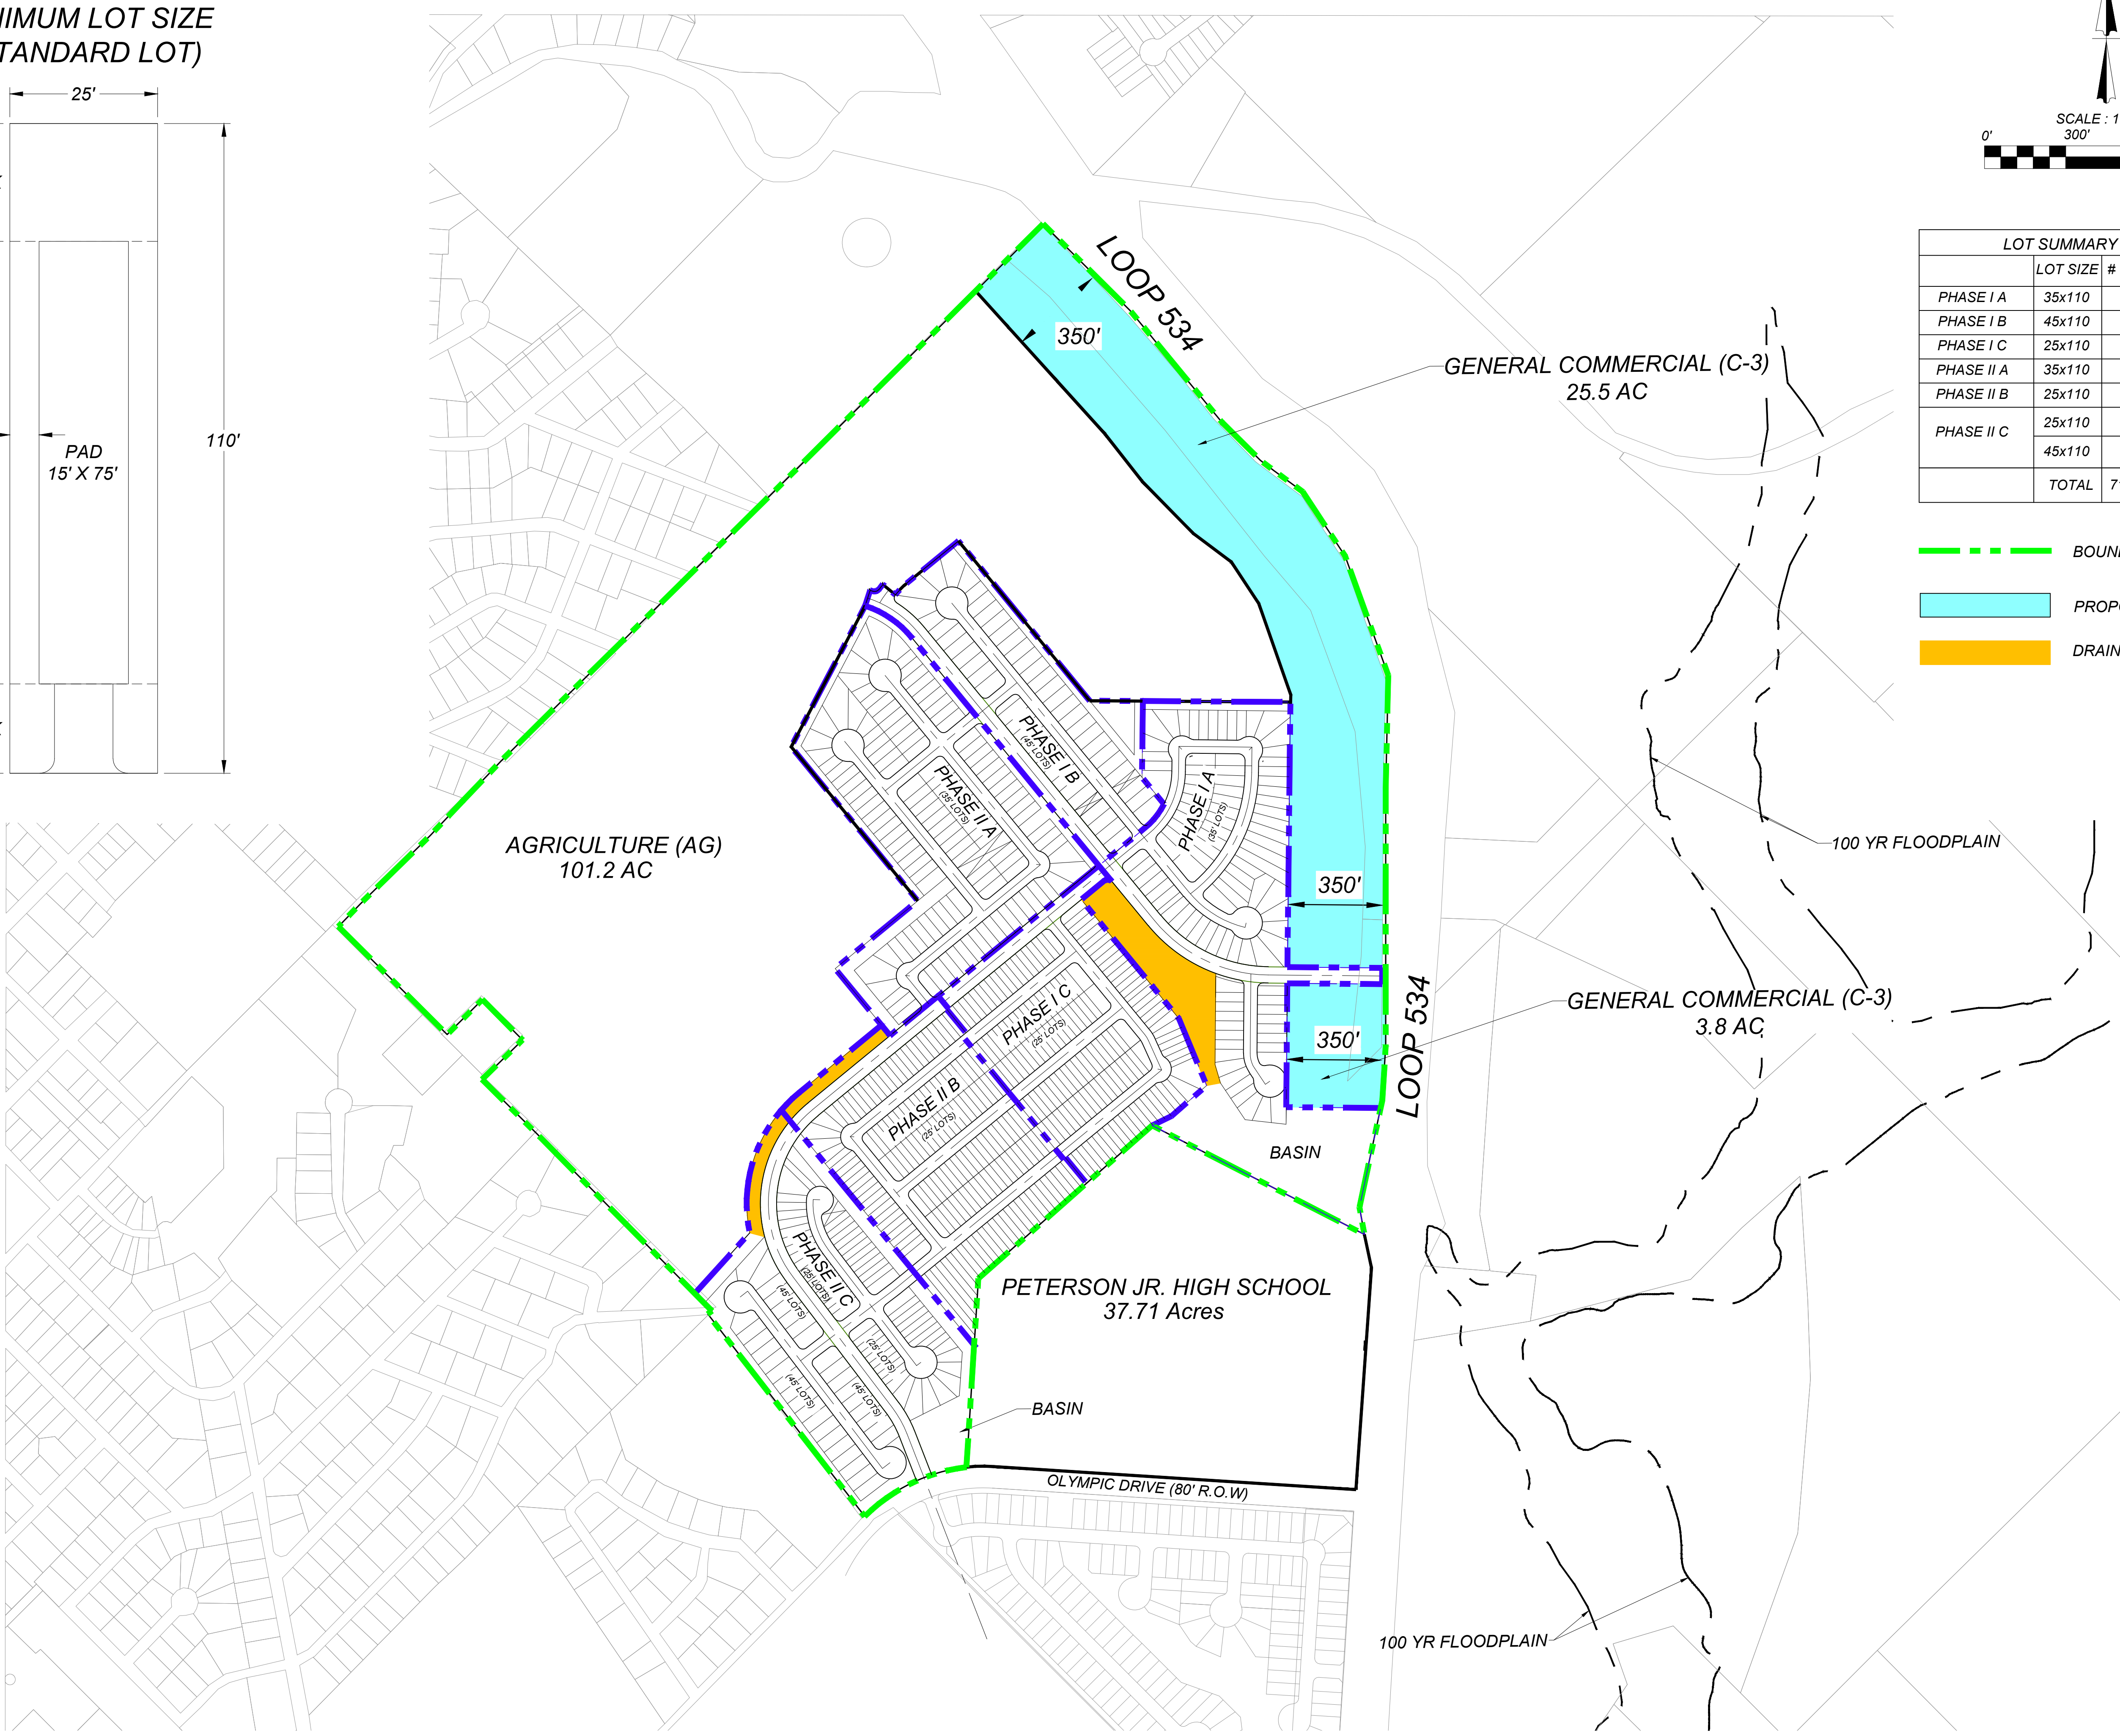 NIMUM LOT SIZE
TANDARD LOT)
25'
110'
PAD
15' X 75'
LOOP 534
350'
GENERAL COMMERCIAL (C-3)
25.5 AC
SCALE : 1
0'
300'
LOT SUMMARY
LOT SIZE #
PHASE I A 35x110
PHASE I B 45x110
PHASE I C 25x110
PHASE II A 35x110
PHASE II B 25x110
PHASE II C 25x110
45x110
TOTAL 71
BOUN
PROPO
DRAIN
PHASE I B
(45' LOTS)
PHASE II A
(35' LOTS)
PHASE I A
(35' LOTS)
AGRICULTURE (AG)
101.2 AC
100 YR FLOODPLAIN
350'
GENERAL COMMERCIAL (C-3)
3.8 AC
350'
LOOP 534
PHASE I C
(25' LOTS)
PHASE II B
(25' LOTS)
BASIN
PHASE II C
(25' LOTS)
(45' LOTS)
(25' LOTS)
(45' LOTS)
(45' LOTS)
PETERSON JR. HIGH SCHOOL
37.71 Acres
BASIN
OLYMPIC DRIVE (80' R.O.W)
100 YR FLOODPLAIN